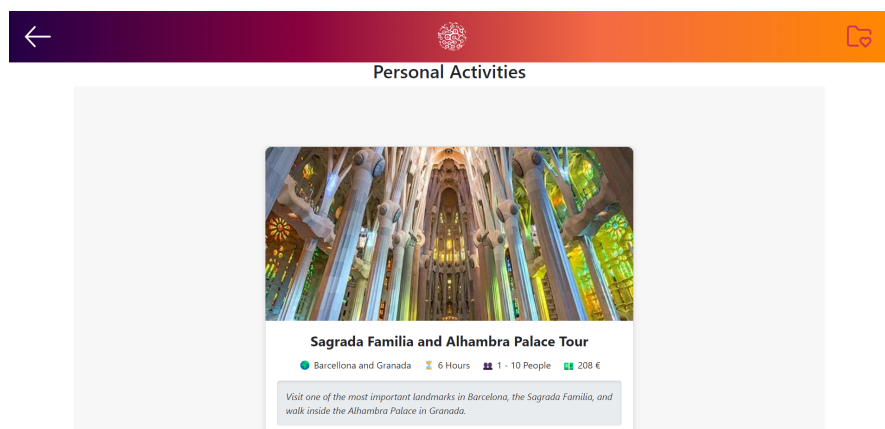 Personal Activities
Sagrada Familia and Alhambra Palace Tour
Barcellona and Granada 6 Hours 1 - 10 People 208 €
Visit one of the most important landmarks in Barcelona, the Sagrada Familia, and
walk inside the Alhambra Palace in Granada.